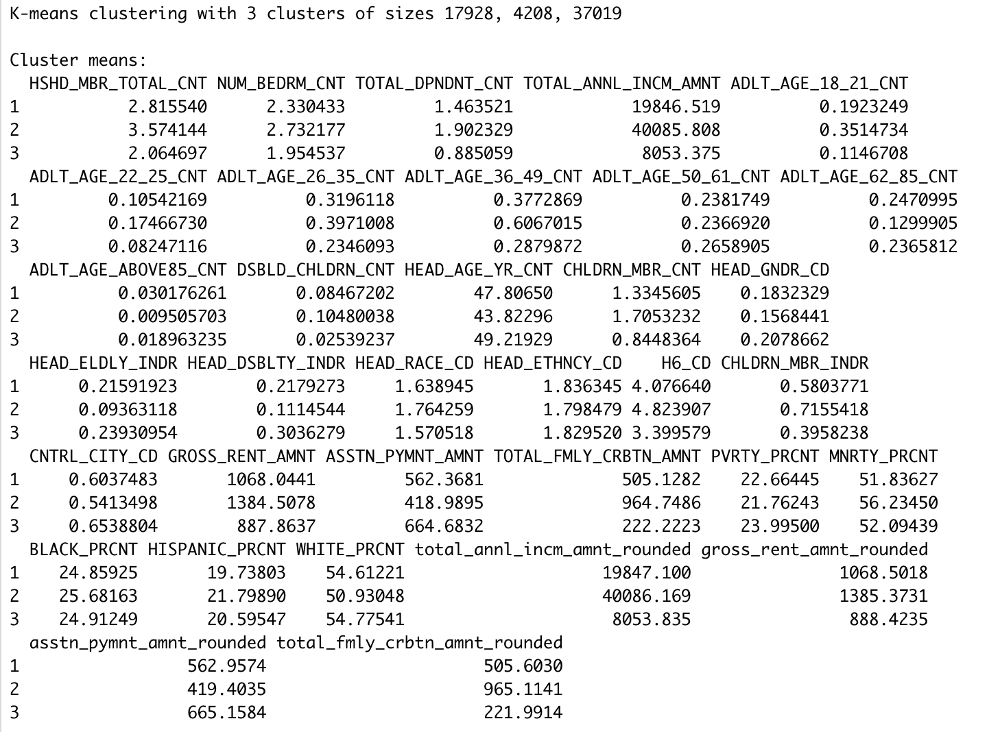 K-means clustering with 3 clusters of sizes 17928, 4208, 37019
Cluster means:
HSHD_MBR_TOTAL_CNT NUM_BEDRM_CNT TOTAL_DPNDNT_CNT TOTAL_ANNL_INCM_AMNT ADLT_AGE_18_21_CNT
1 2.815540 2.330433 1.463521 19846.519 0.1923249
2 3.574144 2.732177 1.902329 40085.808 0.3514734
3 2.064697 1.954537 0.885059 8053.375 0.1146708
ADLT_AGE_22_25_CNT ADLT_AGE_26_35_CNT ADLT_AGE_36_49_CNT ADLT_AGE_50_61_CNT ADLT_AGE_62_85_CNT
1 0.10542169 0.3196118 0.3772869 0.2381749 0.2470995
2 0.17466730 0.3971008 0.6067015 0.2366920 0.1299905
3 0.08247116 0.2346093 0.2879872 0.2658905 0.2365812
ADLT_AGE_ABOVE85_CNT DSBLD_CHLDRN_CNT HEAD_AGE_YR_CNT CHLDRN_MBR_CNT HEAD_GNDR_CD
1 0.030176261 0.08467202 47.80650 1.3345605 0.1832329
2 0.009505703 0.10480038 43.82296 1.7053232 0.1568441
3 0.018963235 0.02539237 49.21929 0.8448364 0.2078662
HEAD_ELDLY_INDR HEAD_DSBLTY_INDR HEAD_RACE_CD HEAD_ETHNCY_CD H6_CD CHLDRN_MBR_INDR
1 0.21591923 0.2179273 1.638945 1.836345 4.076640 0.5803771
2 0.09363118 0.1114544 1.764259 1.798479 4.823907 0.7155418
3 0.23930954 0.3036279 1.570518 1.829520 3.399579 0.3958238
CNTRL_CITY_CD GROSS_RENT_AMNT ASSTN_PYMNT_AMNT TOTAL_FMLY_CRBTN_AMNT PVRTY_PRCNT MNRTY_PRCNT
1 0.6037483 1068.0441 562.3681 505.1282 22.66445 51.83627
2 0.5413498 1384.5078 418.9895 964.7486 21.76243 56.23450
3 0.6538804 887.8637 664.6832 222.2223 23.99500 52.09439
BLACK_PRCNT HISPANIC_PRCNT WHITE_PRCNT total_annl_incm_amnt_rounded gross_rent_amnt_rounded
1 24.85925 19.73803 54.61221 19847.100 1068.5018
2 25.68163 21.79890 50.93048 40086.169 1385.3731
3 24.91249 20.59547 54.77541 8053.835 888.4235
asstn_pymnt_amnt_rounded total_fmly_crbtn_amnt_rounded
1 562.9574 505.6030
2 419.4035 965.1141
3 665.1584 221.9914